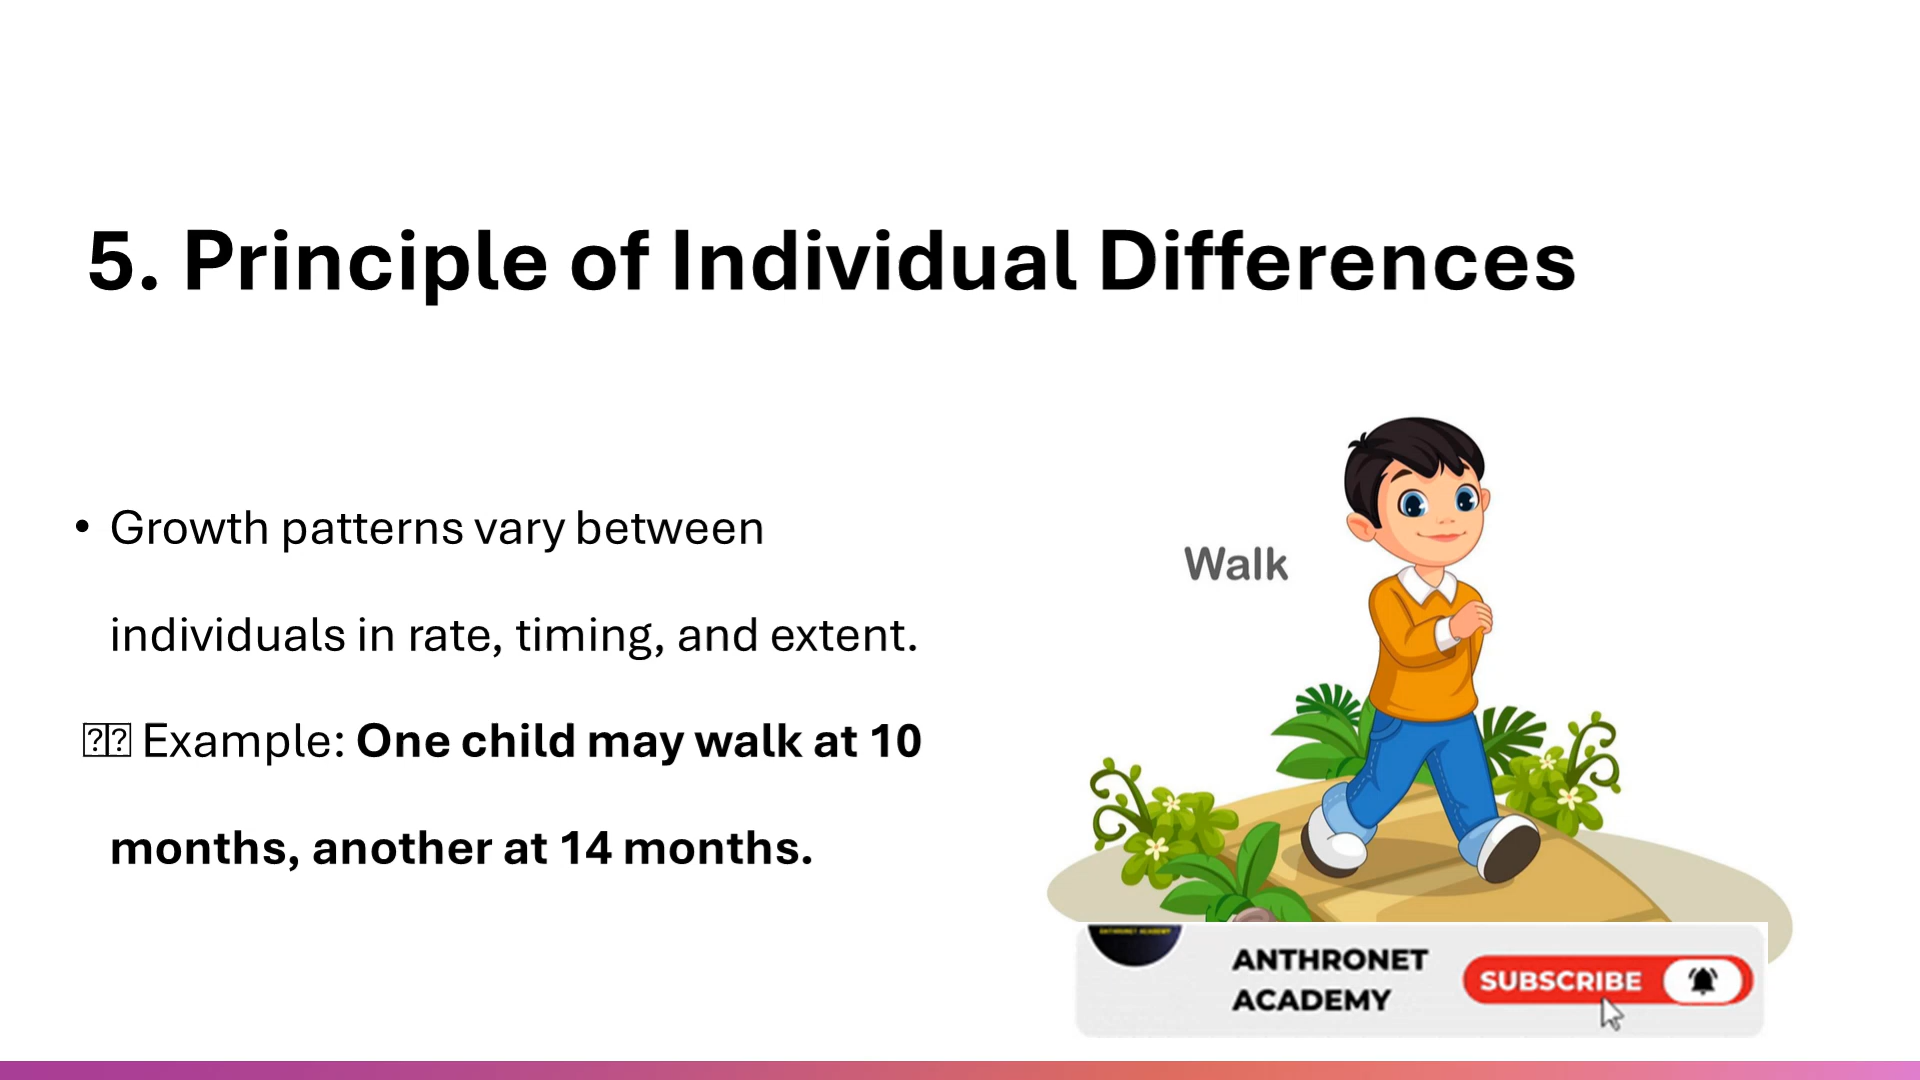 5. Principle of Individual Differences
• Growth patterns vary between
individuals in rate, timing, and extent.
Example: One child may walk at 10
months, another at 14 months.
Walk
ANTHRONET
ACADEMY
SUBSCRIBE